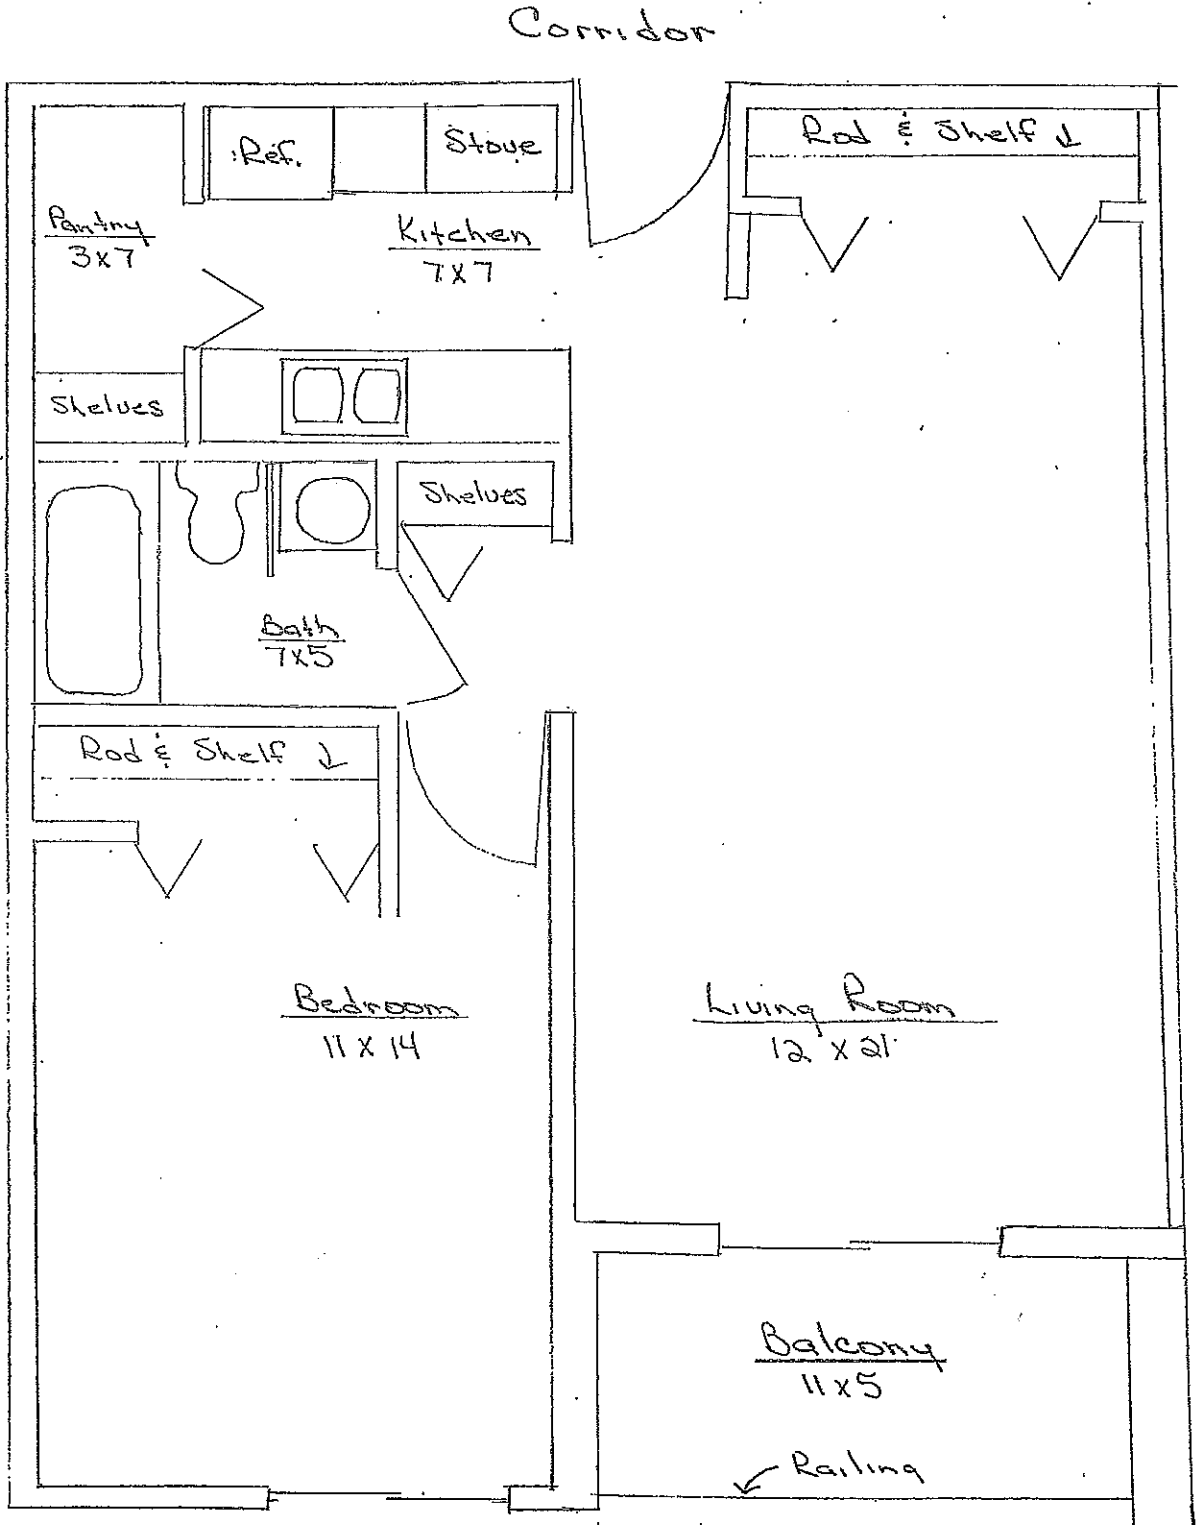 Corridor
Rod & Shelf ↓
Ref.
Stove
Pantry
3x7
Kitchen
7x7
Shelves
Shelves
Bath
7x5
Rod & Shelf ↓
Bedroom
11 x 14
Living Room
12 x 21
Balcony
11x5
Railing